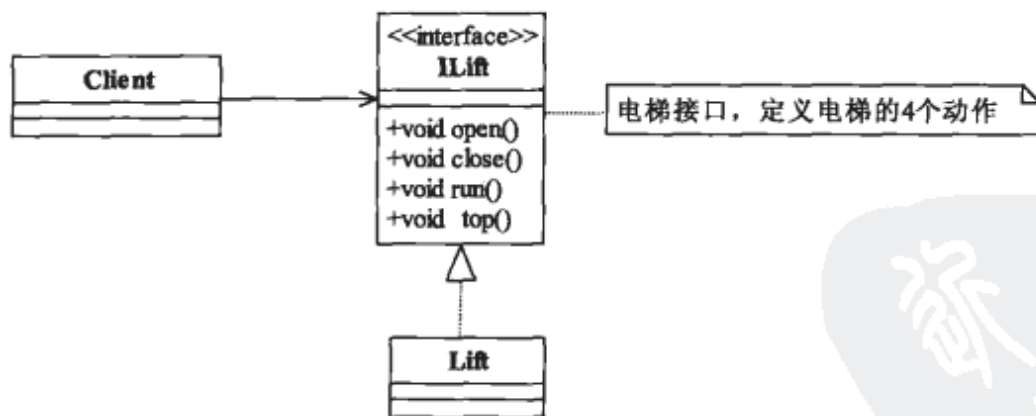 Client
<<interface>>
ILift
+void open()
+void close()
+void run()
+void top()
电梯接口，定义电梯的4个动作
Lift